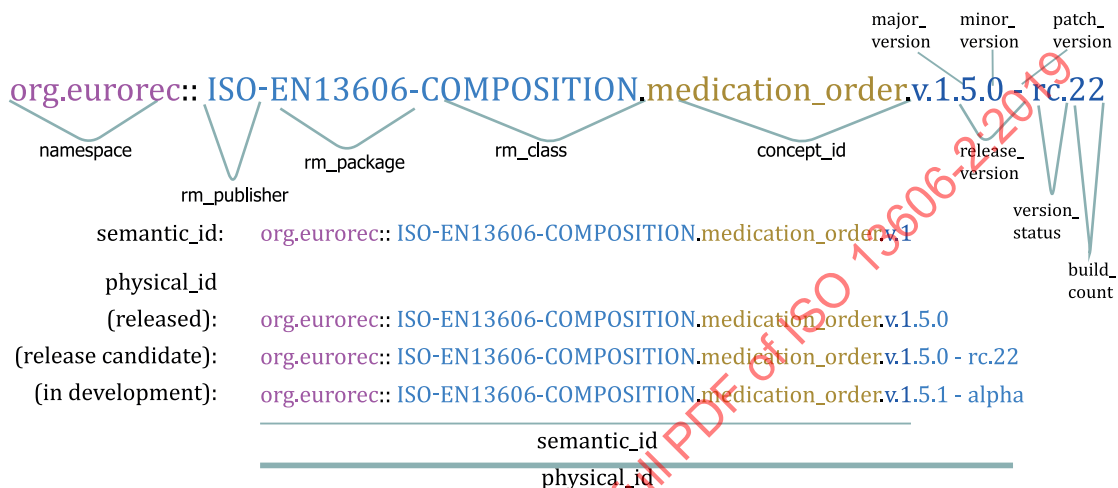 major_
version
minor_
version
patch_
version
org.eurorec:: ISO-EN13606-COMPOSITION.medication_order.v.1.5.0 - rc.22
namespace
rm_publisher
rm_package
rm_class
concept_id
release_
version
version_
status
build_
count
semantic_id: org.eurorec:: ISO-EN13606-COMPOSITION.medication_order.v.1
physical_id
(released): org.eurorec:: ISO-EN13606-COMPOSITION.medication_order.v.1.5.0
(release candidate): org.eurorec:: ISO-EN13606-COMPOSITION.medication_order.v.1.5.0 - rc.22
(in development): org.eurorec:: ISO-EN13606-COMPOSITION.medication_order.v.1.5.1 - alpha
semantic_id
physical_id
PDF of ISO 13606-2:2019